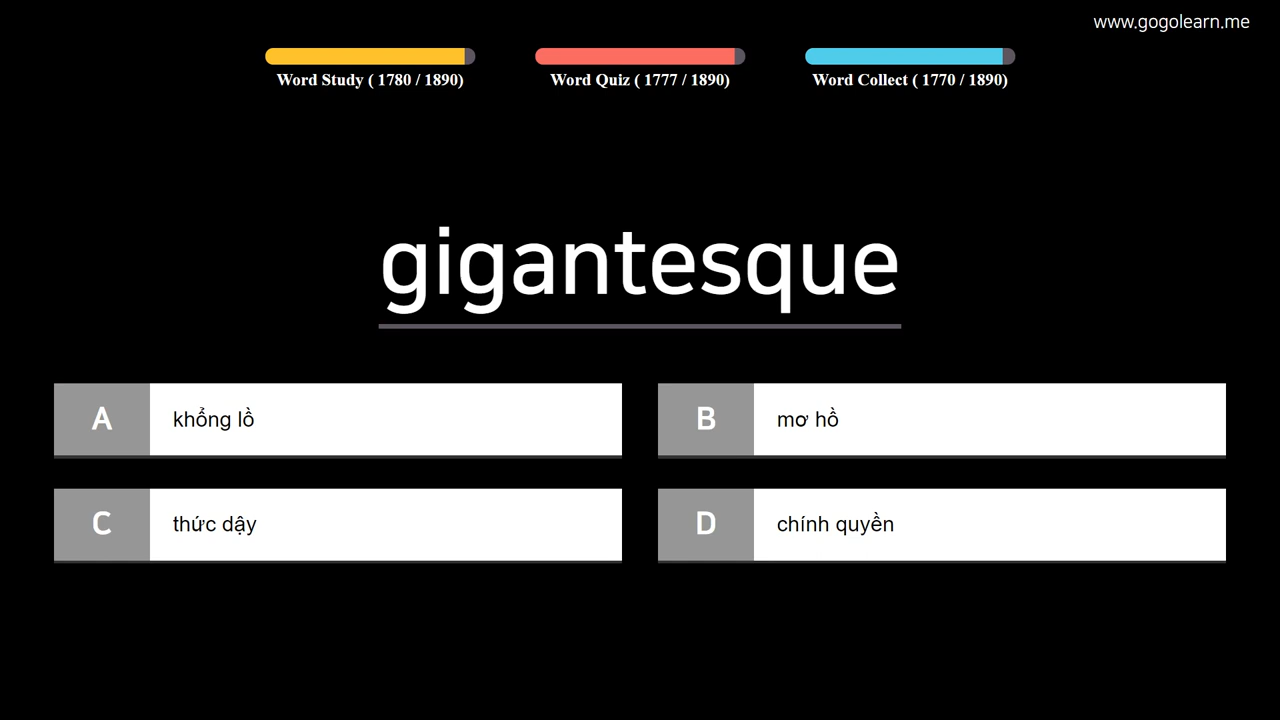 www.gogolearn.me
Word Study ( 1780 / 1890)
Word Quiz ( 1777 / 1890)
Word Collect ( 1770 / 1890)
gigantesque
A
khổng lồ
B
mơ hồ
C
thức dậy
D
chính quyền